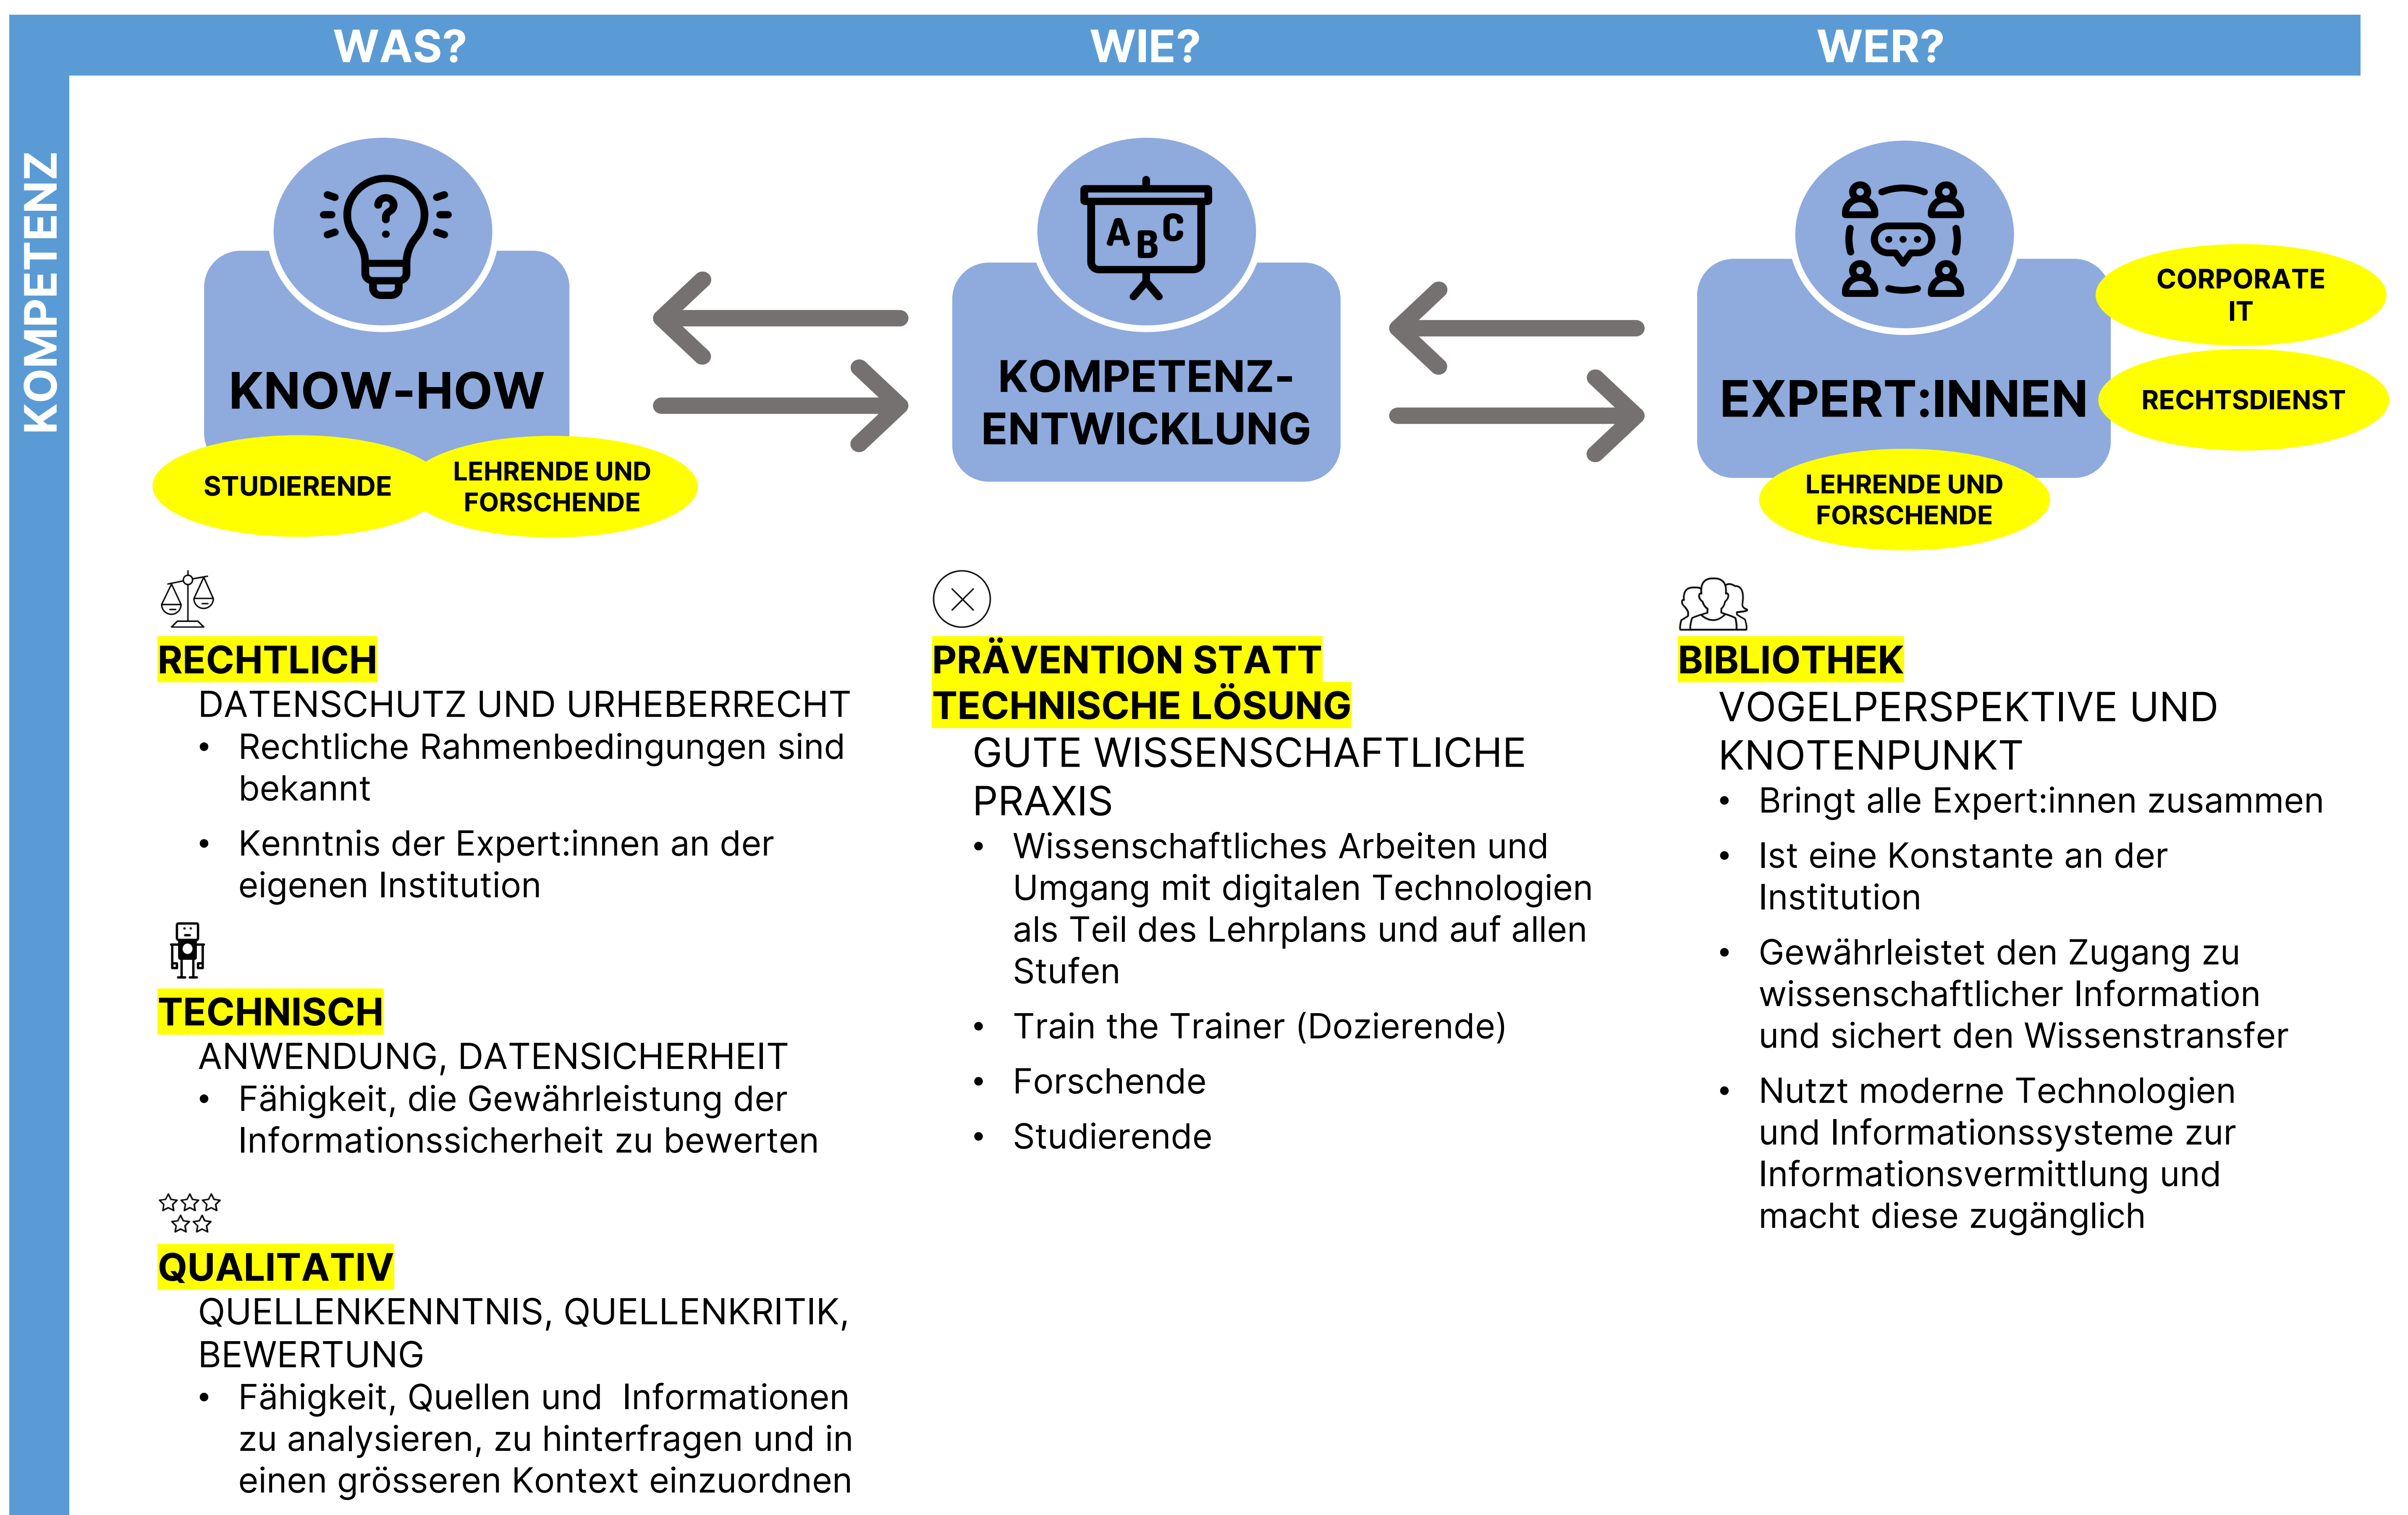 WAS?
WIE?
WER?
KOMPETENZ
KNOW-HOW
STUDIERENDE
LEHRENDE UND
FORSCHENDE
A B C
KOMPETENZ-
ENTWICKLUNG
EXPERT:INNEN
CORPORATE
IT
RECHTSDIENST
LEHRENDE UND
FORSCHENDE
RECHTLICH
DATENSCHUTZ UND URHEBERRECHT
• Rechtliche Rahmenbedingungen sind
bekannt
• Kenntnis der Expert:innen an der
eigenen Institution
TECHNISCH
ANWENDUNG, DATENSICHERHEIT
• Fähigkeit, die Gewährleistung der
Informationssicherheit zu bewerten
QUALITATIV
QUELLENKENNTNIS, QUELLENKRITIK,
BEWERTUNG
• Fähigkeit, Quellen und  Informationen
zu analysieren, zu hinterfragen und in
einen grösseren Kontext einzuordnen
PRÄVENTION STATT
TECHNISCHE LÖSUNG
GUTE WISSENSCHAFTLICHE
PRAXIS
• Wissenschaftliches Arbeiten und
Umgang mit digitalen Technologien
als Teil des Lehrplans und auf allen
Stufen
• Train the Trainer (Dozierende)
• Forschende
• Studierende
BIBLIOTHEK
VOGELPERSPEKTIVE UND
KNOTENPUNKT
• Bringt alle Expert:innen zusammen
• Ist eine Konstante an der
Institution
• Gewährleistet den Zugang zu
wissenschaftlicher Information
und sichert den Wissenstransfer
• Nutzt moderne Technologien
und Informationssysteme zur
Informationsvermittlung und
macht diese zugänglich